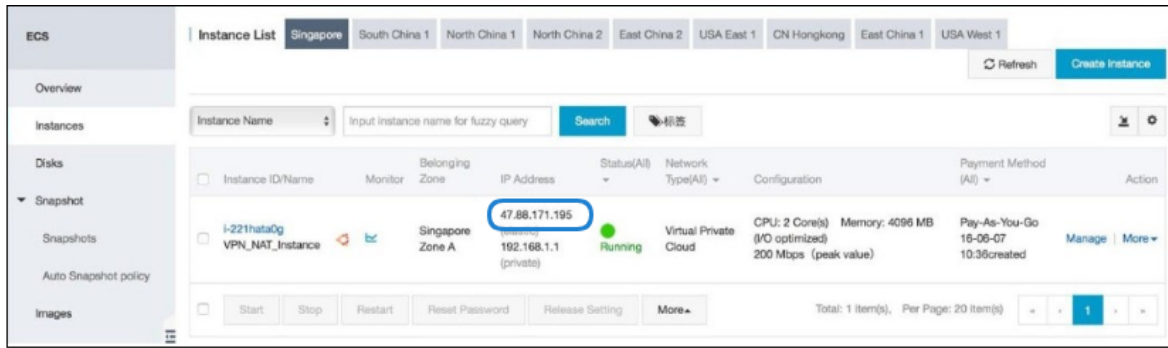 ECS
Instance List Singapore South China 1 North China 1 North China 2 East China 2 USA East 1 CN Hongkong East China 1 USA West 1
Refresh Create Instance
Overview
Instances
Disks
Snapshot
Snapshots
Auto Snapshot policy
Images
Instance Name Input instance name for fuzzy query Search 标签
Instance ID/Name Monitor Belonging Zone IP Address Status(All) Network Type(All) Configuration Payment Method (All) Action
i-221hata0g
VPN_NAT_Instance
Singapore
Zone A
47.88.171.195
(elastic)
192.168.1.1
(private)
Running
Virtual Private
Cloud
CPU: 2 Core(s) Memory: 4096 MB
(I/O optimized)
200 Mbps (peak value)
Pay-As-You-Go
16-06-07
10:36created
Manage More
Start Stop Restart Reset Password Release Setting More
Total: 1 item(s), Per Page: 20 item(s) « ‹ 1 › »